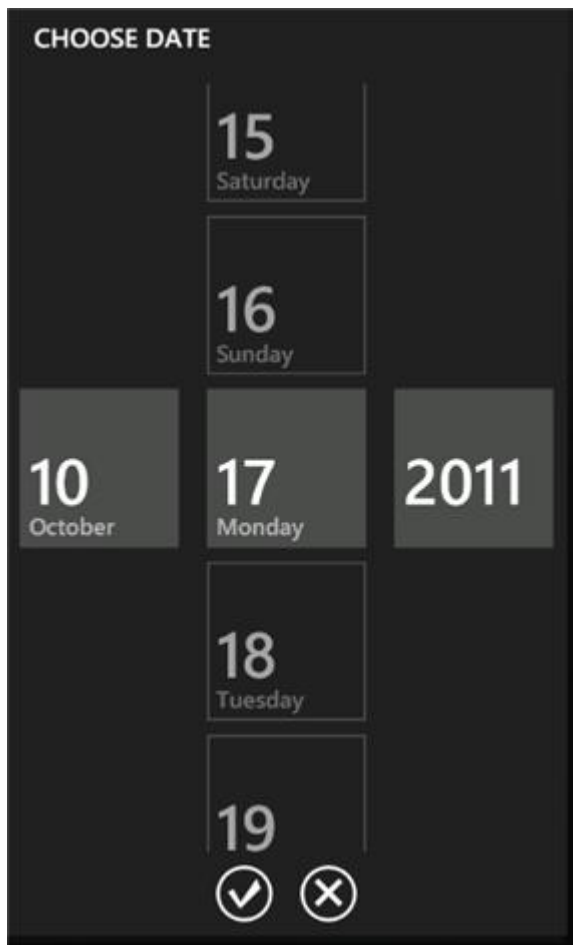 CHOOSE DATE
15
Saturday
16
Sunday
10
October
17
Monday
2011
18
Tuesday
19